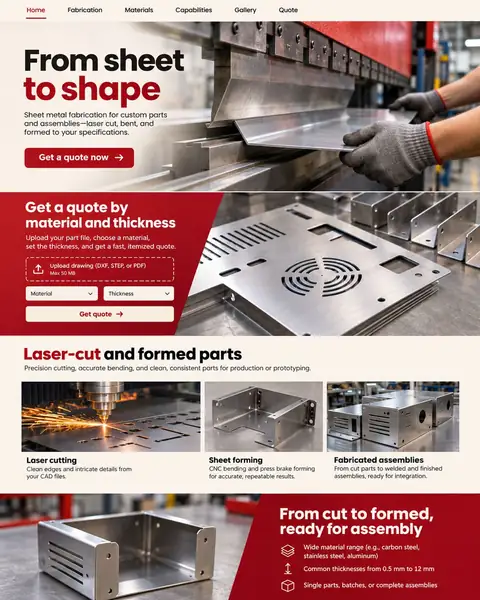 Home
Fabrication
Materials
Capabilities
Gallery
Quote
From sheet
to shape
Sheet metal fabrication for custom parts
and assemblies—laser cut, bent, and
formed to your specifications.
Get a quote now
Get a quote by
material and thickness
Upload your part file, choose a material,
set the thickness, and get a fast, itemized quote.
Upload drawing (DXF, STEP, or PDF)
Max 50 MB
Material
Thickness
Get quote
Laser-cut and formed parts
Precision cutting, accurate bending, and clean, consistent parts for production or prototyping.
Laser cutting
Clean edges and intricate details from
your CAD files.
Sheet forming
CNC bending and press brake forming
for accurate, repeatable results.
Fabricated assemblies
From cut parts to welded and finished
assemblies, ready for integration.
From cut to formed,
ready for assembly
Wide material range (e.g., carbon steel,
stainless steel, aluminum)
Common thicknesses from 0.5 mm to 12 mm
Single parts, batches, or complete assemblies